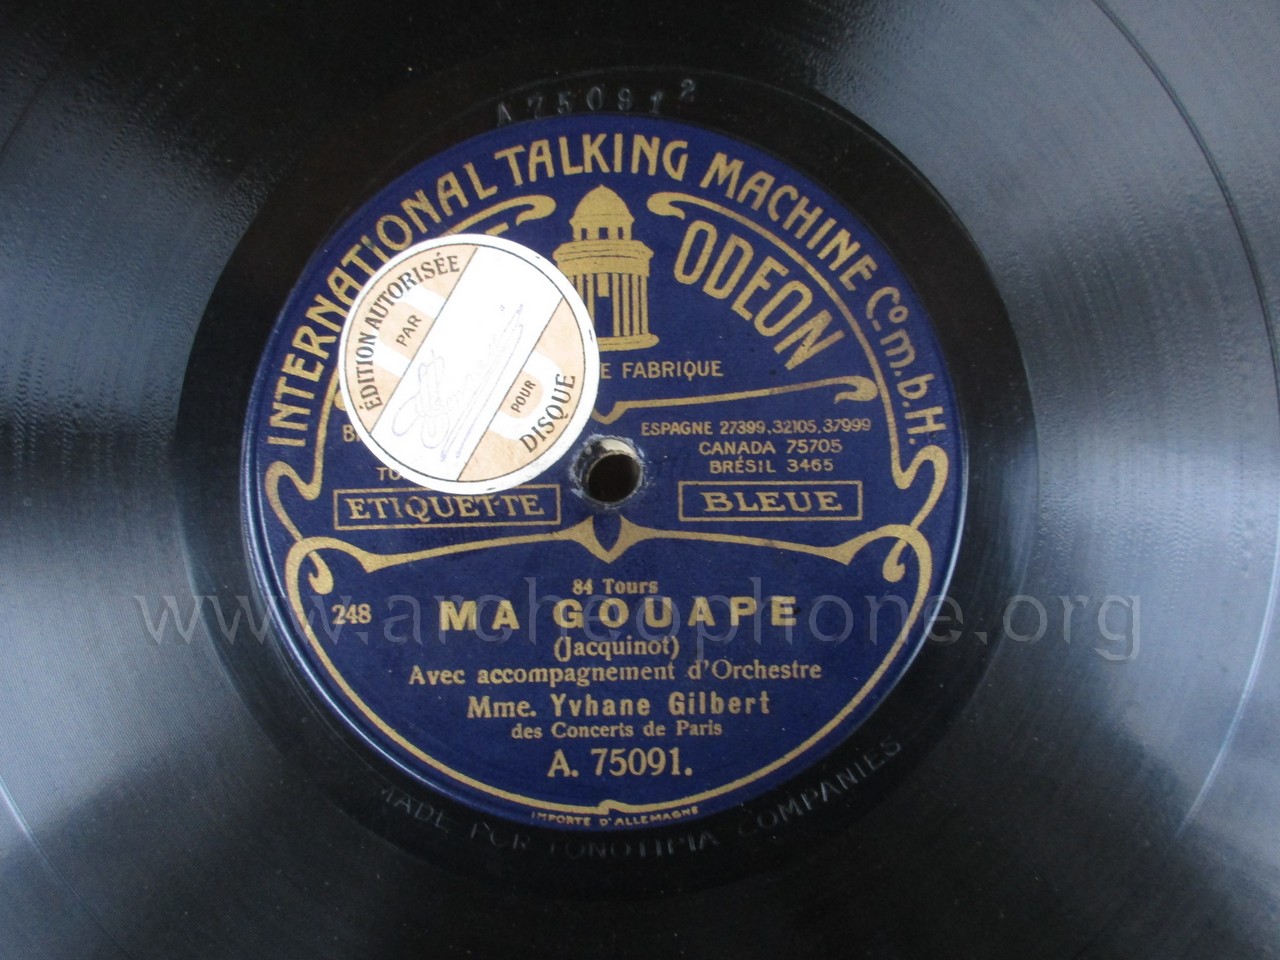 A75091²
INTERNATIONAL TALKING MACHINE Co m.b.H.
ODEON
FABRIQUE
ÉDITION AUTORISÉE
PAR
POUR
DISQUE
ESPAGNE 27399,32105,37999
CANADA 75705
BRÉSIL 3465
ETIQUETTE
BLEUE
84 Tours
248
MA GOUAPE
www.archeophone.org
(Jacquinot)
Avec accompagnement d'Orchestre
Mme. Yvhane Gilbert
des Concerts de Paris
A. 75091.
IMPORTÉ D'ALLEMAGNE
MADE FOR FONOTIPIA COMPANIES